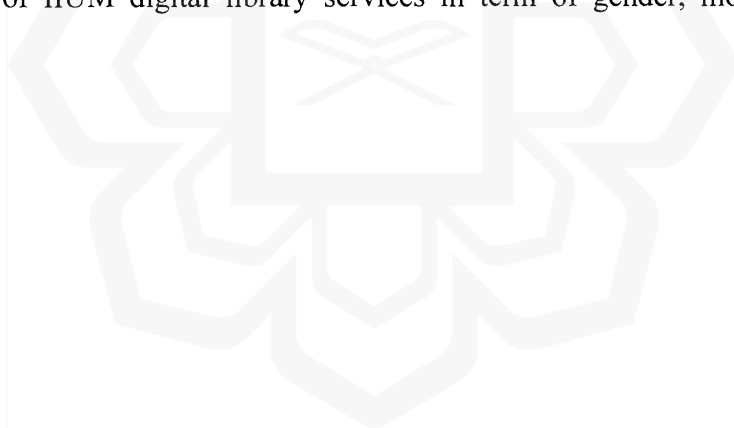 of IIUM digital library services in term of gender,